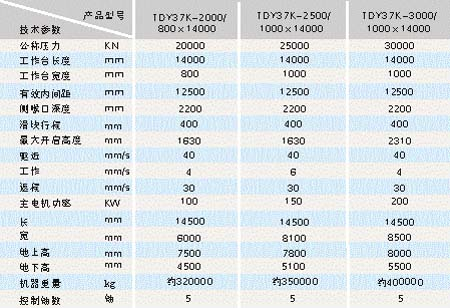 产品型号 TDY37K-2000/ TDY37K-2500/ TDY37K-3000/
技术参数 800×14000 1000×14000 1000×14000
公称压力 KN 20000 25000 30000
工作台长度 mm 14000 14000 14000
工作台宽度 mm 800 1000 1000
有效内间距 mm 12500 12500 12500
侧喉口深度 mm 2200 2200 2200
滑块行程 mm 400 400 400
最大开启高度 mm 1630 1630 2310
驱进 mm/s 40 40 40
工作 mm/s 4 6 4
返程 mm/s 30 30 30
主电机功率 KW 100 150 200
长 mm 14500 14500 14500
宽 mm 6000 8100 8500
地上高 mm 7500 7800 8000
地下高 mm 4500 5100 5500
机器重量 kg 约320000 约350000 约400000
控制轴数 轴 5 5 5